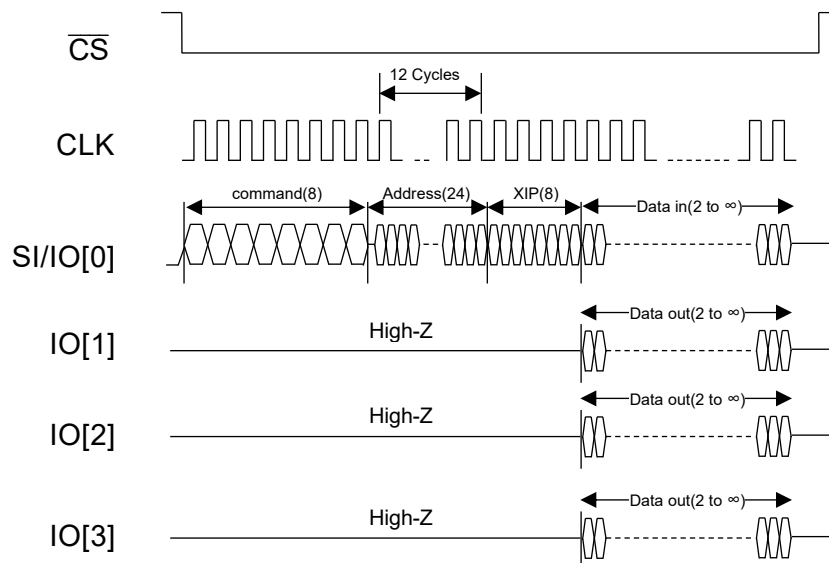 CS
12 Cycles
CLK
command(8)
Address(24)
XIP(8)
Data in(2 to ∞)
SI/IO[0]
Data out(2 to ∞)
High-Z
IO[1]
Data out(2 to ∞)
High-Z
IO[2]
Data out(2 to ∞)
High-Z
IO[3]